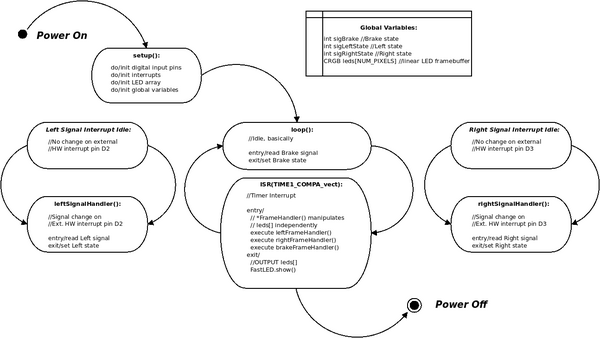 Power On
setup():
do/init digital input pins
do/init interrupts
do/init LED array
do/init global variables
Global Variables:
int sigBrake //Brake state
int sigLeftState //Left state
int sigRightState //Right state
CRGB leds[NUM_PIXELS] //linear LED framebuffer
Left Signal Interrupt Idle:
//No change on external
//HW interrupt pin D2
loop():
//Idle, basically
entry/read Brake signal
exit/set Brake state
Right Signal Interrupt Idle:
//No change on external
//HW interrupt pin D3
leftSignalHandler():
//Signal change on
//Ext. HW interrupt pin D2
entry/read Left signal
exit/set Left state
ISR(TIME1_COMPA_vect):
//Timer Interrupt
entry/
// *FrameHandler() manipulates
// leds[] independently
execute leftFrameHandler()
execute rightFrameHandler()
execute brakeFrameHandler()
exit/
//OUTPUT leds[]
FastLED.show()
rightSignalHandler():
//Signal change on
//Ext. HW interrupt pin D3
entry/read Right signal
exit/set Right state
Power Off